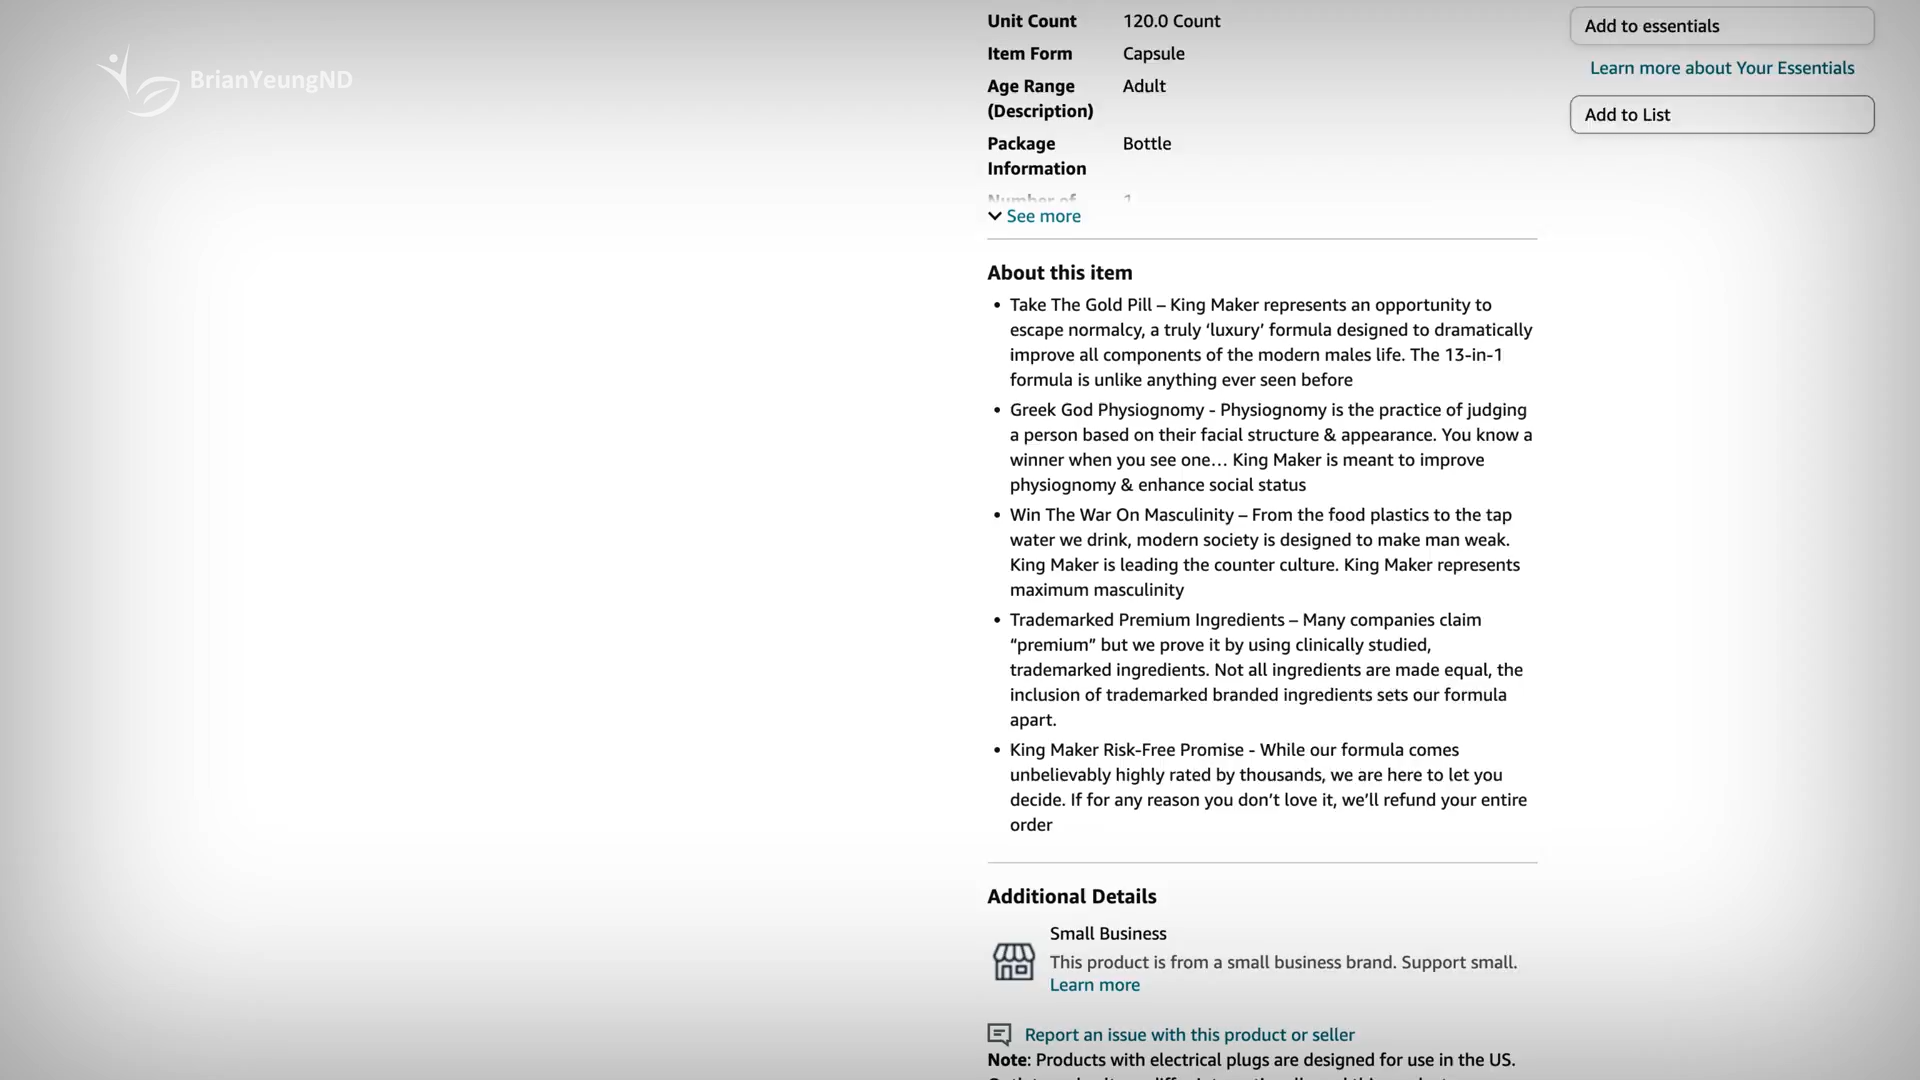 BrianYeungND
Unit Count 120.0 Count
Item Form Capsule
Age Range Adult
(Description)
Package Bottle
Information
Number of 1
See more
About this item
• Take The Gold Pill – King Maker represents an opportunity to
escape normalcy, a truly ‘luxury’ formula designed to dramatically
improve all components of the modern males life. The 13-in-1
formula is unlike anything ever seen before
• Greek God Physiognomy - Physiognomy is the practice of judging
a person based on their facial structure & appearance. You know a
winner when you see one… King Maker is meant to improve
physiognomy & enhance social status
• Win The War On Masculinity – From the food plastics to the tap
water we drink, modern society is designed to make man weak.
King Maker is leading the counter culture. King Maker represents
maximum masculinity
• Trademarked Premium Ingredients – Many companies claim
“premium” but we prove it by using clinically studied,
trademarked ingredients. Not all ingredients are made equal, the
inclusion of trademarked branded ingredients sets our formula
apart.
• King Maker Risk-Free Promise - While our formula comes
unbelievably highly rated by thousands, we are here to let you
decide. If for any reason you don’t love it, we’ll refund your entire
order
Additional Details
Small Business
This product is from a small business brand. Support small.
Learn more
Report an issue with this product or seller
Note: Products with electrical plugs are designed for use in the US.
Add to essentials
Learn more about Your Essentials
Add to List